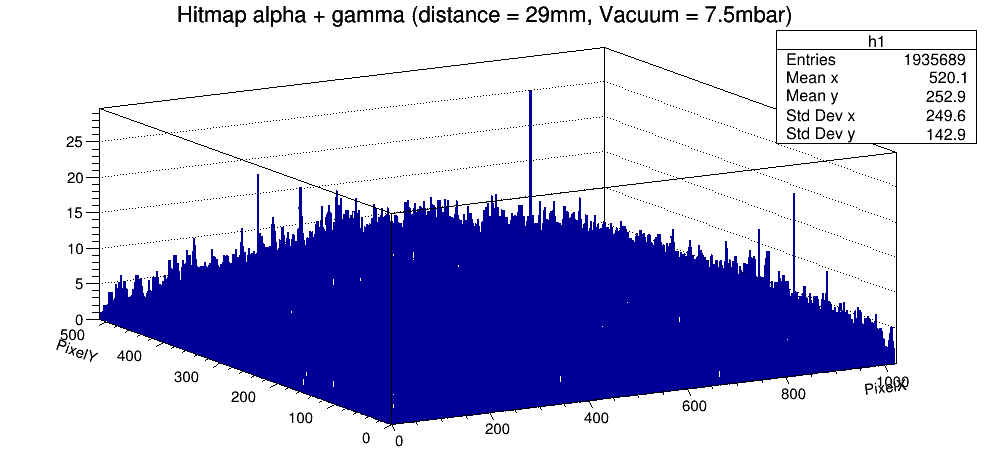 Hitmap alpha + gamma (distance = 29mm, Vacuum = 7.5mbar)
h1
Entries 1935689
Mean x 520.1
Mean y 252.9
Std Dev x 249.6
Std Dev y 142.9
25
20
15
10
5
0
500
PixelY
400
300
200
100
0
0
200
400
600
800
1000
PixelX